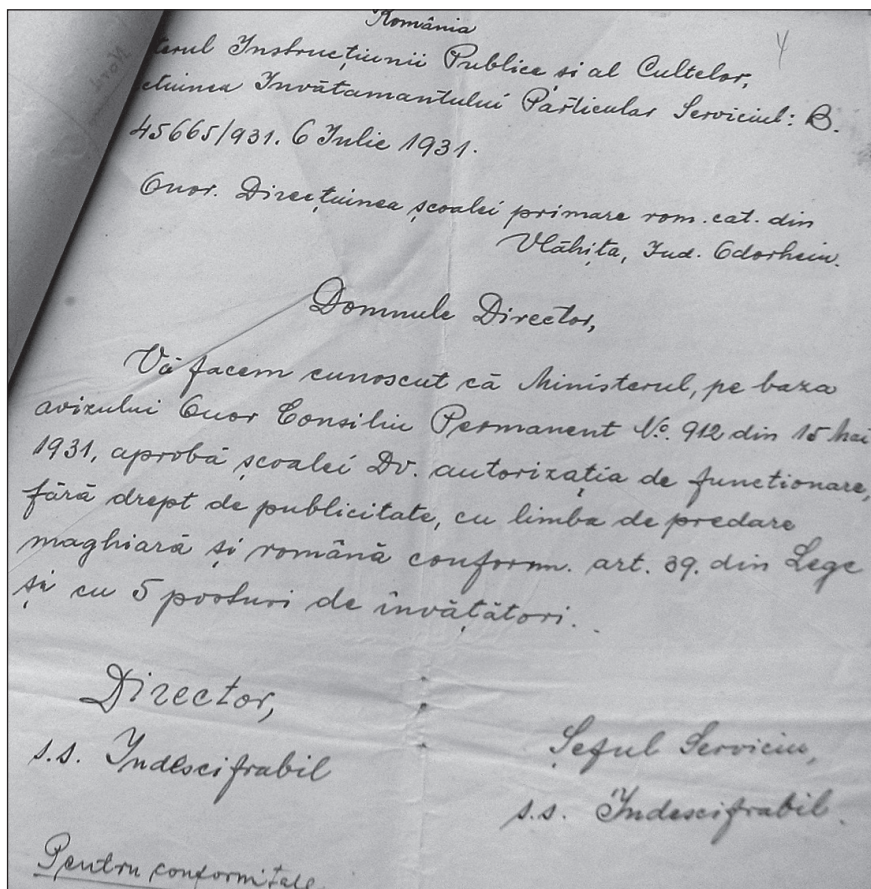 România
terul Instrucțiunii Publice și al Cultelor,
cțiunea Invătamantului Particular Serviciul: B.
45665/931. 6 Iulie 1931.
Onor. Direcțiunea școalei primare rom. cat. din
Vlăhița, Jud. Odorheiu.
Domnule Director,
Vă facem cunoscut că Ministerul, pe baza
avizului Onor Consiliu Permanent No. 912 din 15 Mai
1931, aprobă școalei Dv. autorizația de functionare,
fără drept de publicitate, cu limba de predare
maghiară și română conform. art. 39. din Lege
și cu 5 posturi de învățători.
Director,
s.s. Indescifrabil
Șeful Serviciu,
s.s. Indescifrabil.
Pentru conformitate